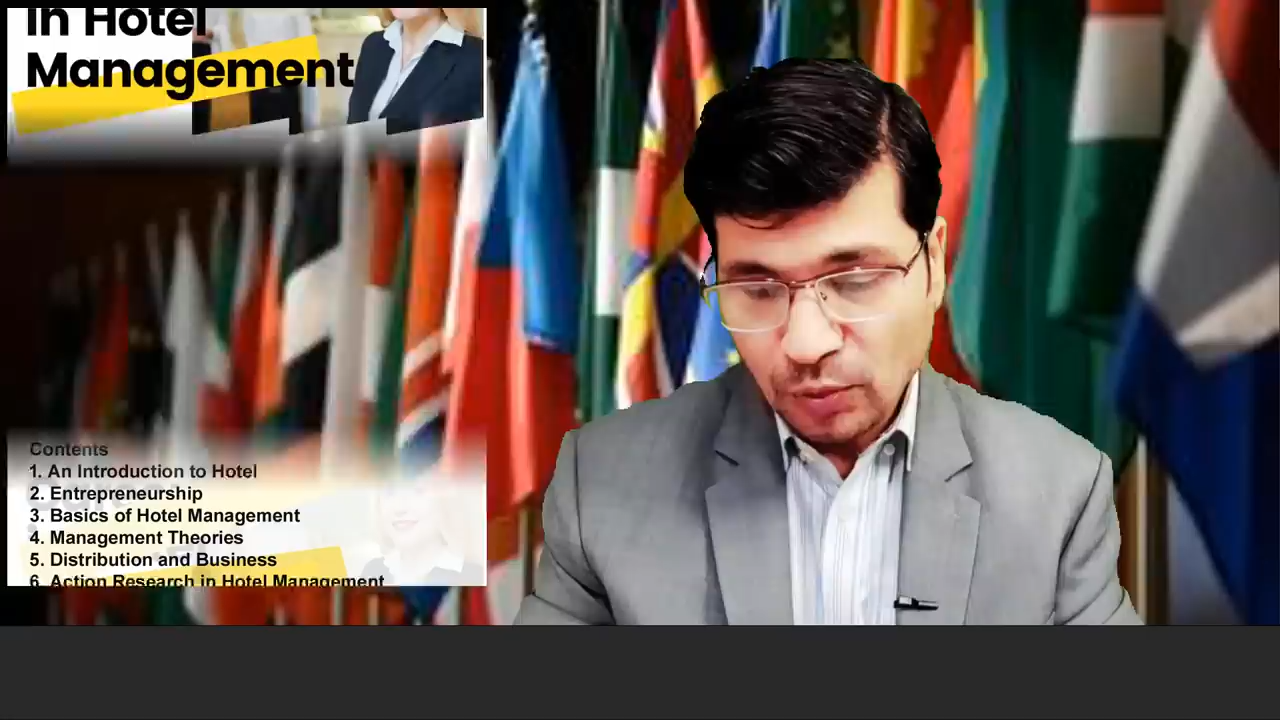 in Hotel
Management
Contents
1. An Introduction to Hotel
2. Entrepreneurship
3. Basics of Hotel Management
4. Management Theories
5. Distribution and Business
6. Action Research in Hotel Management